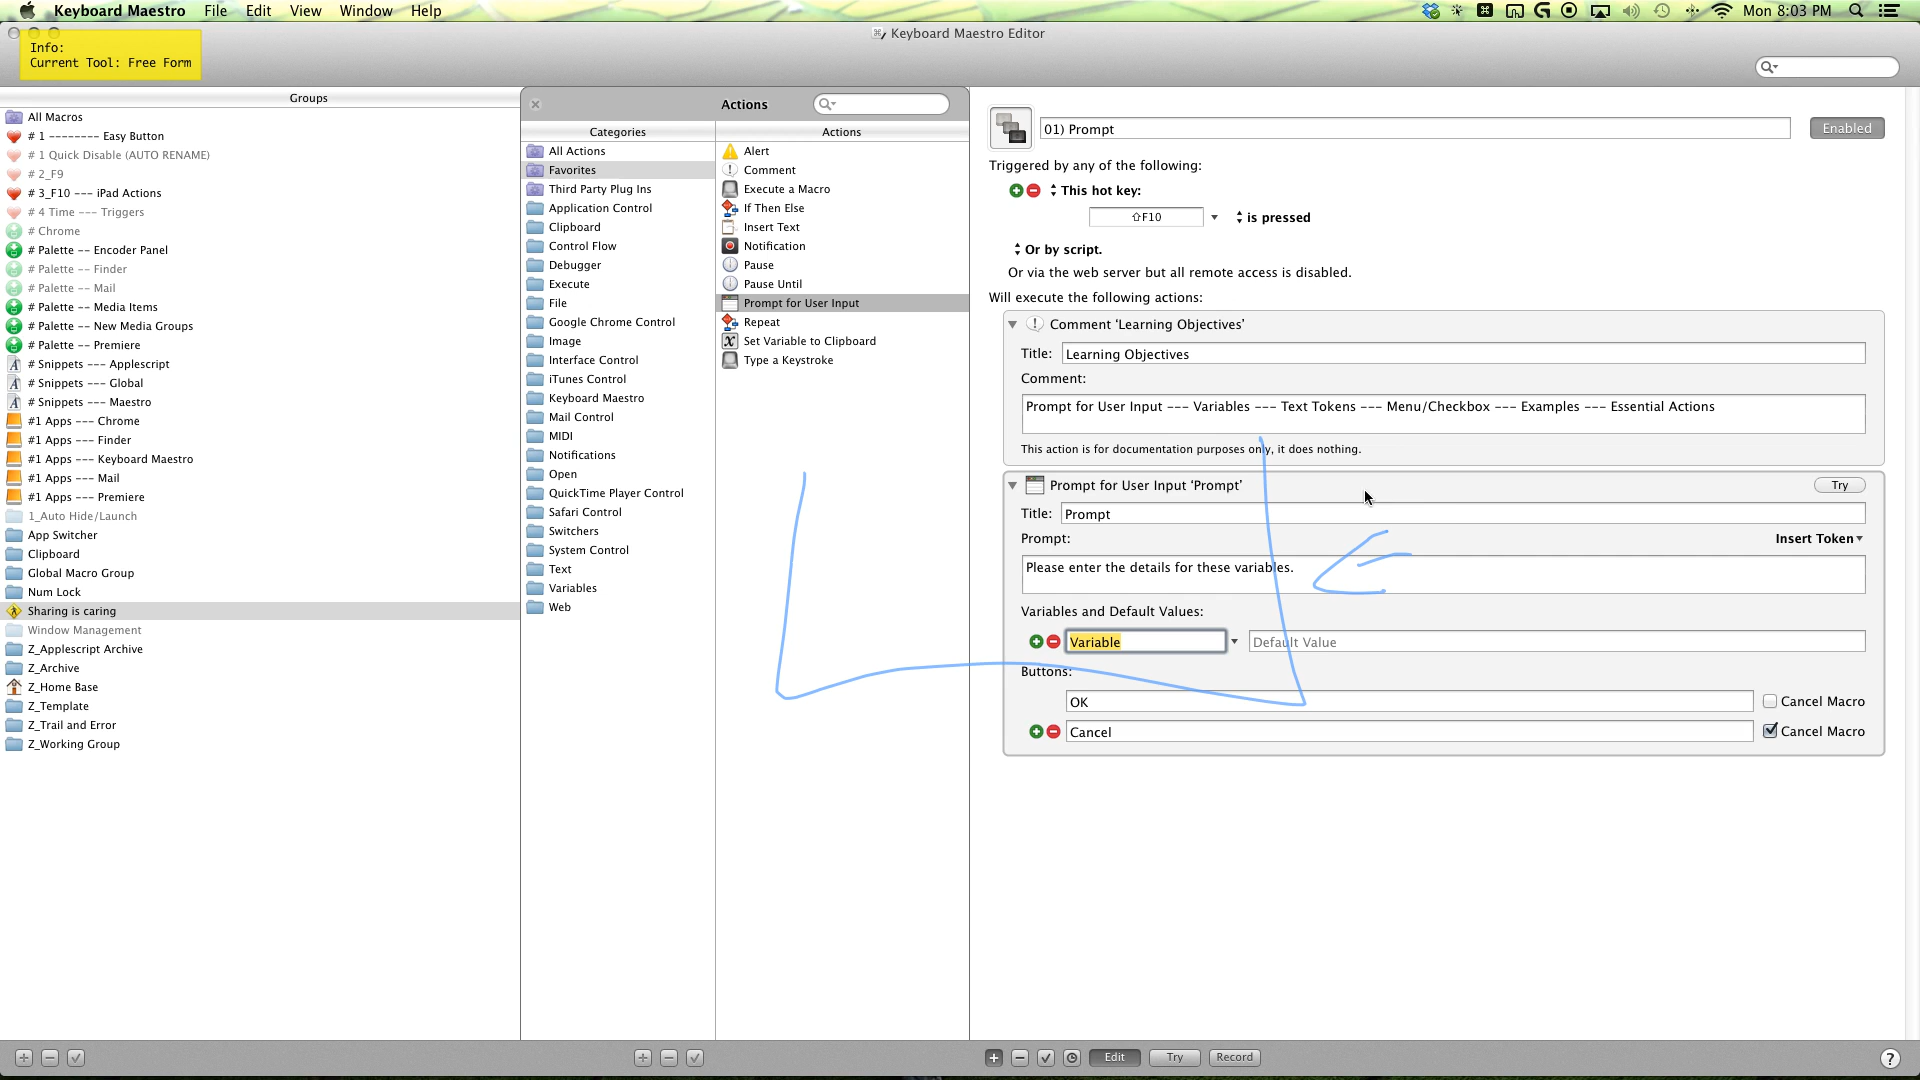 Keyboard Maestro File Edit View Window Help Mon 8:03 PM
Info:
Current Tool: Free Form
Keyboard Maestro Editor
Groups
All Macros
# 1 -------- Easy Button
# 1 Quick Disable (AUTO RENAME)
# 2_F9
# 3_F10 --- iPad Actions
# 4 Time --- Triggers
# Chrome
# Palette -- Encoder Panel
# Palette -- Finder
# Palette -- Mail
# Palette -- Media Items
# Palette -- New Media Groups
# Palette -- Premiere
# Snippets --- Applescript
# Snippets --- Global
# Snippets --- Maestro
#1 Apps --- Chrome
#1 Apps --- Finder
#1 Apps --- Keyboard Maestro
#1 Apps --- Mail
#1 Apps --- Premiere
1_Auto Hide/Launch
App Switcher
Clipboard
Global Macro Group
Num Lock
Sharing is caring
Window Management
Z_Applescript Archive
Z_Archive
Z_Home Base
Z_Template
Z_Trail and Error
Z_Working Group
Actions
Categories
All Actions
Favorites
Third Party Plug Ins
Application Control
Clipboard
Control Flow
Debugger
Execute
File
Google Chrome Control
Image
Interface Control
iTunes Control
Keyboard Maestro
Mail Control
MIDI
Notifications
Open
QuickTime Player Control
Safari Control
Switchers
System Control
Text
Variables
Web
Actions
Alert
Comment
Execute a Macro
If Then Else
Insert Text
Notification
Pause
Pause Until
Prompt for User Input
Repeat
Set Variable to Clipboard
Type a Keystroke
01) Prompt Enabled
Triggered by any of the following:
This hot key:
⇧F10 is pressed
Or by script.
Or via the web server but all remote access is disabled.
Will execute the following actions:
Comment ‘Learning Objectives’
Title: Learning Objectives
Comment:
Prompt for User Input --- Variables --- Text Tokens --- Menu/Checkbox --- Examples --- Essential Actions
This action is for documentation purposes only, it does nothing.
Prompt for User Input ‘Prompt’ Try
Title: Prompt
Prompt: Insert Token
Please enter the details for these variables.
Variables and Default Values:
Variable Default Value
Buttons:
OK Cancel Macro
Cancel Cancel Macro
Edit Try Record ?